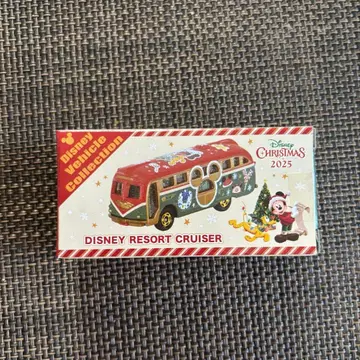 Disney
Vehicle
Collection
Disney
CHRISTMAS
2025
DISNEY RESORT CRUISER